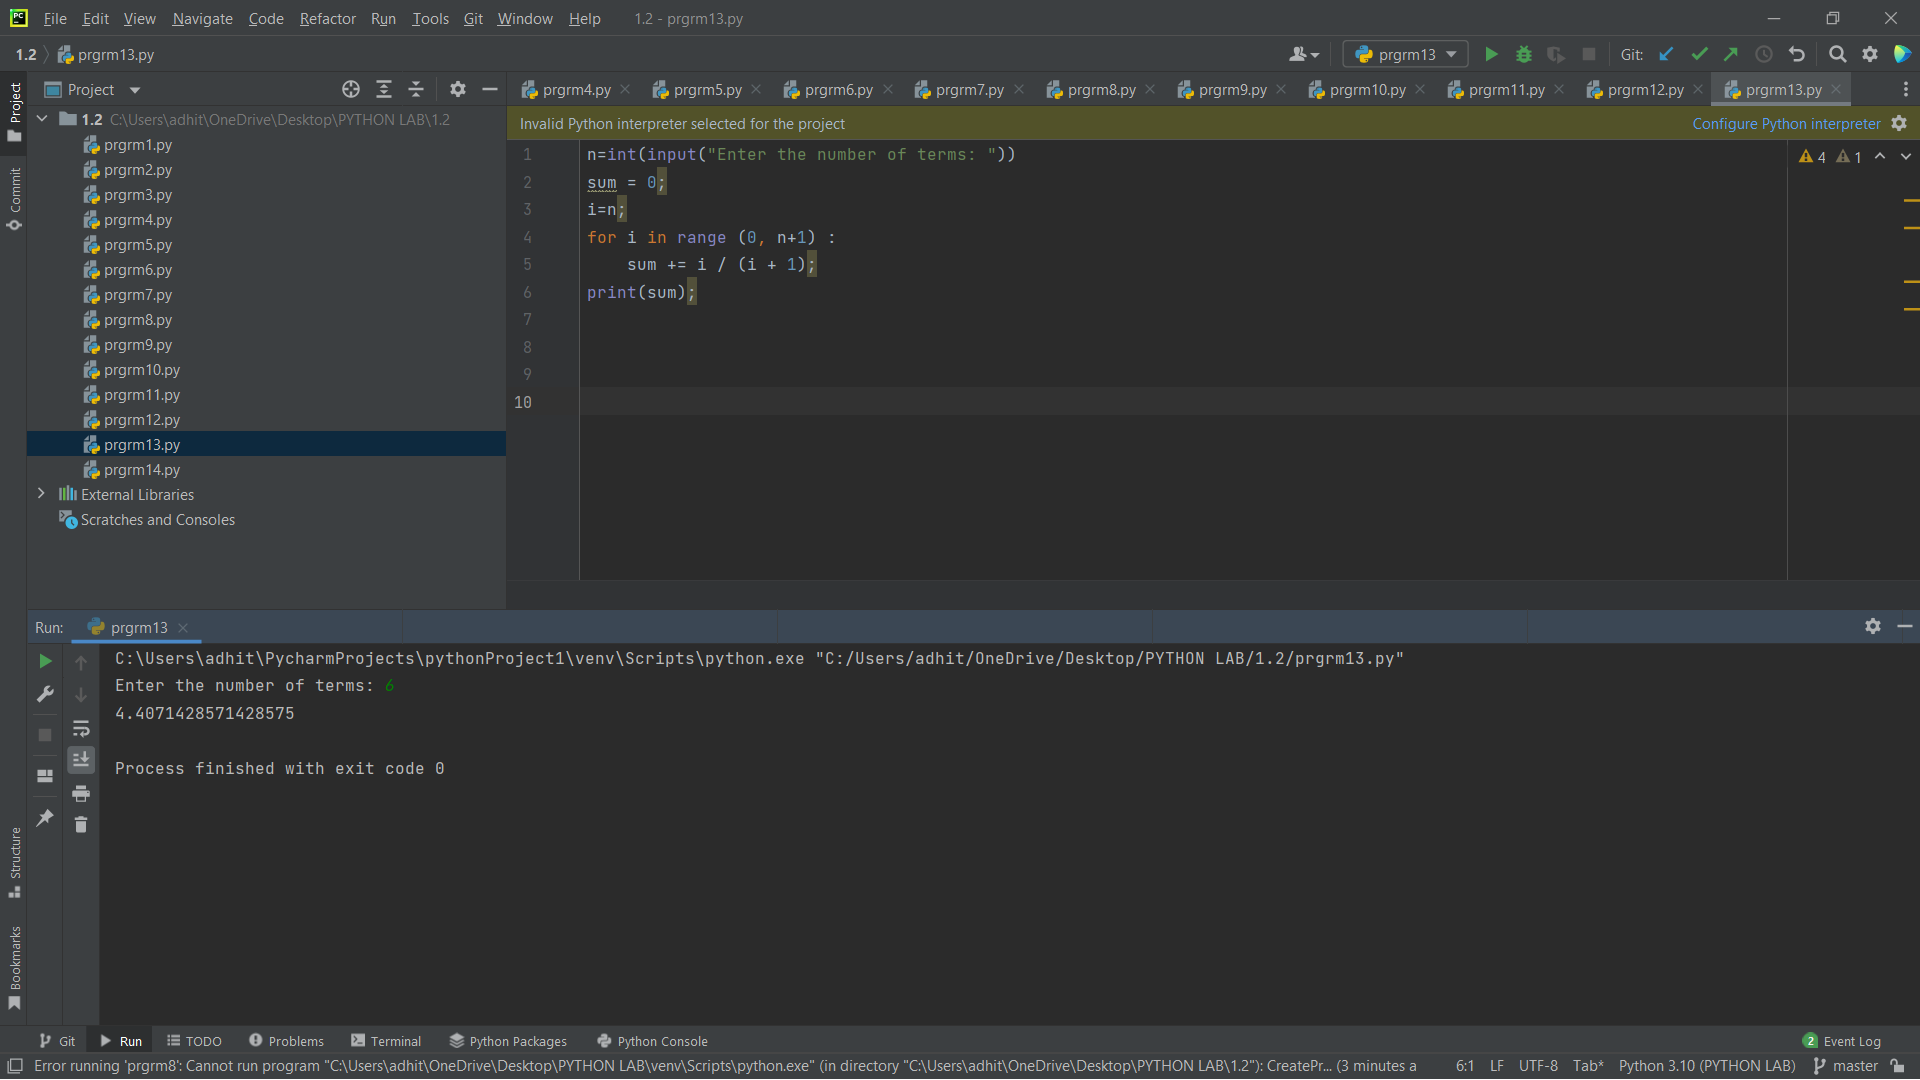 File Edit View Navigate Code Refactor Run Tools Git Window Help 1.2 - prgrm13.py
1.2 prgrm13.py
prgrm13 Git:
Project
prgrm4.py prgrm5.py prgrm6.py prgrm7.py prgrm8.py prgrm9.py prgrm10.py prgrm11.py prgrm12.py prgrm13.py
1.2 C:\Users\adhit\OneDrive\Desktop\PYTHON LAB\1.2
prgrm1.py
prgrm2.py
prgrm3.py
prgrm4.py
prgrm5.py
prgrm6.py
prgrm7.py
prgrm8.py
prgrm9.py
prgrm10.py
prgrm11.py
prgrm12.py
prgrm13.py
prgrm14.py
External Libraries
Scratches and Consoles
Project
Commit
Structure
Bookmarks
Invalid Python interpreter selected for the project Configure Python interpreter
4 1
1 n=int(input("Enter the number of terms: "))
2 sum = 0;
3 i=n;
4 for i in range (0, n+1) :
5 sum += i / (i + 1);
6 print(sum);
7
8
9
10
Run: prgrm13
C:\Users\adhit\PycharmProjects\pythonProject1\venv\Scripts\python.exe "C:/Users/adhit/OneDrive/Desktop/PYTHON LAB/1.2/prgrm13.py"
Enter the number of terms: 6
4.4071428571428575
Process finished with exit code 0
Git Run TODO Problems Terminal Python Packages Python Console 2 Event Log
Error running 'prgrm8': Cannot run program "C:\Users\adhit\OneDrive\Desktop\PYTHON LAB\venv\Scripts\python.exe" (in directory "C:\Users\adhit\OneDrive\Desktop\PYTHON LAB\1.2"): CreatePr... (3 minutes a 6:1 LF UTF-8 Tab* Python 3.10 (PYTHON LAB) master